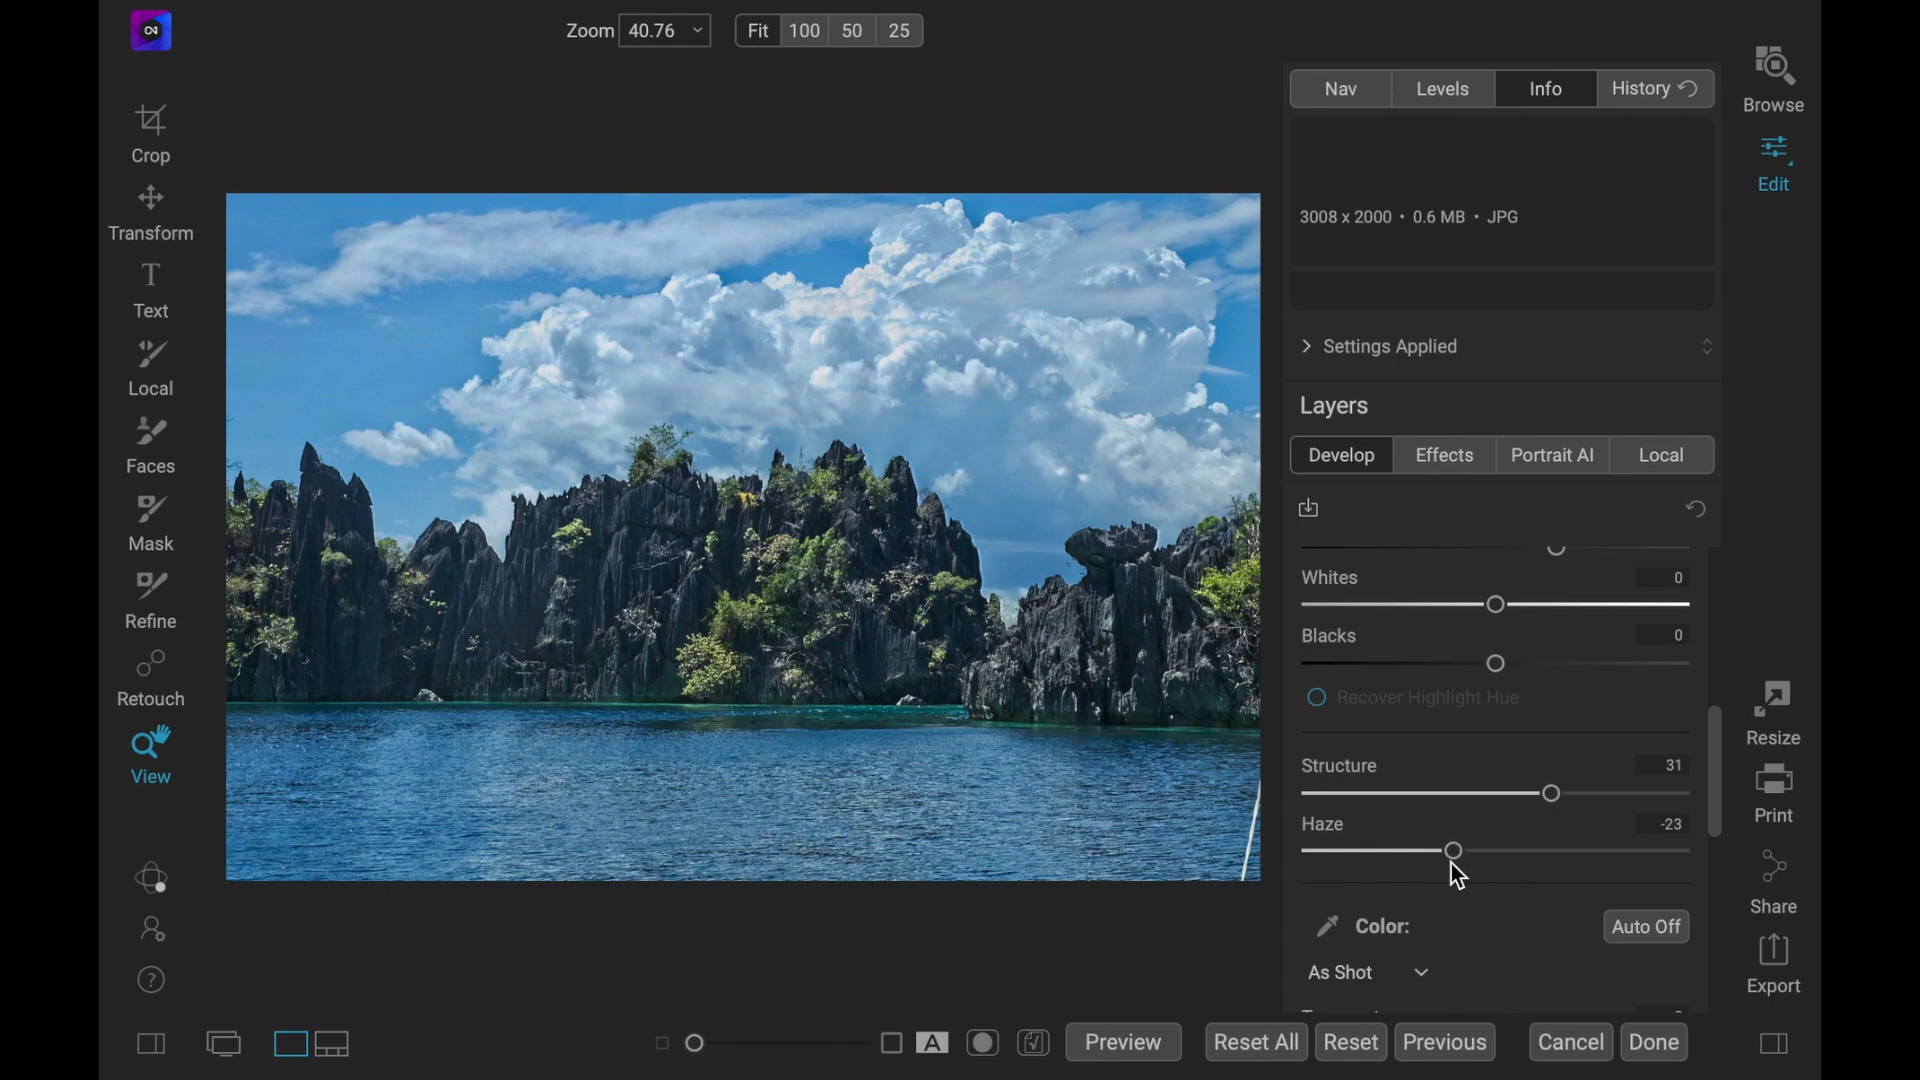 Zoom 40.76 Fit 100 50 25
Crop
Transform
Text
Local
Faces
Mask
Refine
Retouch
View
Nav Levels Info History
3008 x 2000 • 0.6 MB • JPG
Settings Applied
Layers
Develop Effects Portrait AI Local
Whites 0
Blacks 0
Recover Highlight Hue
Structure 31
Haze -23
Color: Auto Off
As Shot
Browse
Edit
Resize
Print
Share
Export
A Preview Reset All Reset Previous Cancel Done